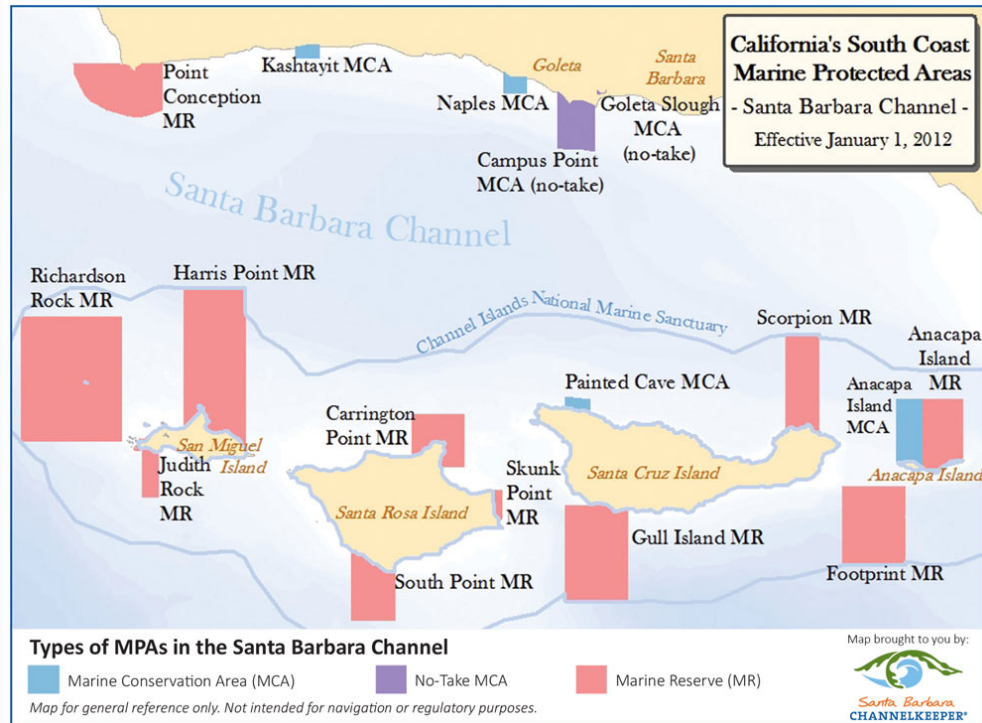 California's South Coast
Marine Protected Areas
- Santa Barbara Channel -
Effective January 1, 2012
Point
Conception
MR
Kashtayit MCA
Naples MCA
Goleta
Santa
Barbara
Goleta Slough
MCA
(no-take)
Campus Point
MCA (no-take)
Santa Barbara Channel
Richardson
Rock MR
Harris Point MR
Channel Islands National Marine Sanctuary
Scorpion MR
Anacapa
Island
MR
Anacapa
Island
MCA
Painted Cave MCA
Carrington
Point MR
San Miguel
Island
Judith
Rock
MR
Skunk
Point
MR
Santa Cruz Island
Anacapa Island
Santa Rosa Island
Gull Island MR
South Point MR
Footprint MR
Types of MPAs in the Santa Barbara Channel
Marine Conservation Area (MCA)
No-Take MCA
Marine Reserve (MR)
Map for general reference only. Not intended for navigation or regulatory purposes.
Map brought to you by:
Santa Barbara
CHANNELKEEPER®